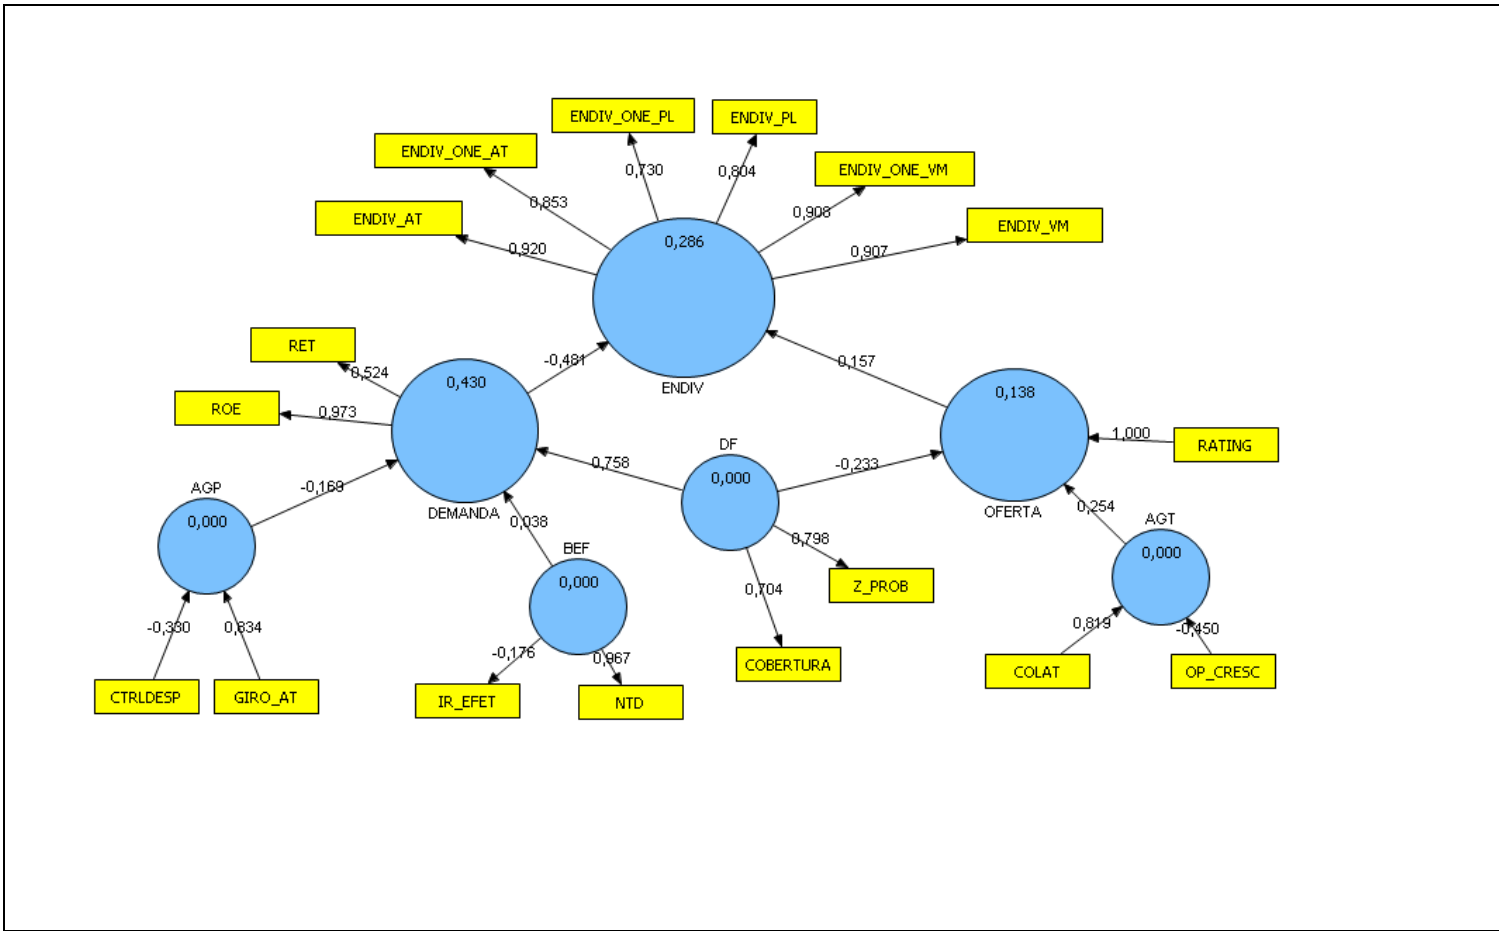 ENDIV_ONE_PL
ENDIV_PL
ENDIV_ONE_AT
ENDIV_ONE_VM
0,730
0,804
0,853
0,908
ENDIV_AT
ENDIV_VM
0,920
0,286
0,907
RET
-0,481
0,157
ENDIV
0,524
0,430
0,138
ROE
0,973
1,000
RATING
DF
0,758
-0,233
0,000
AGP
-0,169
DEMANDA
OFERTA
0,254
AGT
0,000
0,038
BEF
0,798
0,000
0,000
0,704
Z_PROB
-0,330
0,834
-0,176
0,967
0,819
-0,450
COBERTURA
COLAT
OP_CRESC
CTRLDESP
GIRO_AT
IR_EFET
NTD